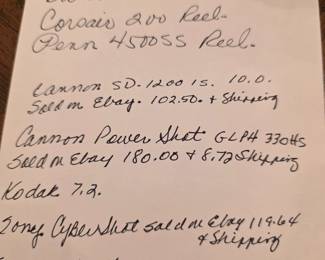 Corsair 200 Reel.
Penn 4500SS Reel.
Cannon SD. 1200 IS. 10.0.
Sold on Ebay. 102.50. + Shipping
Cannon Power Shot GLPH 330HS
Sold on Ebay 180.00 + 8.72 Shipping
Kodak 7.2.
Sony CyberShot sold on Ebay 119.64
+ Shipping